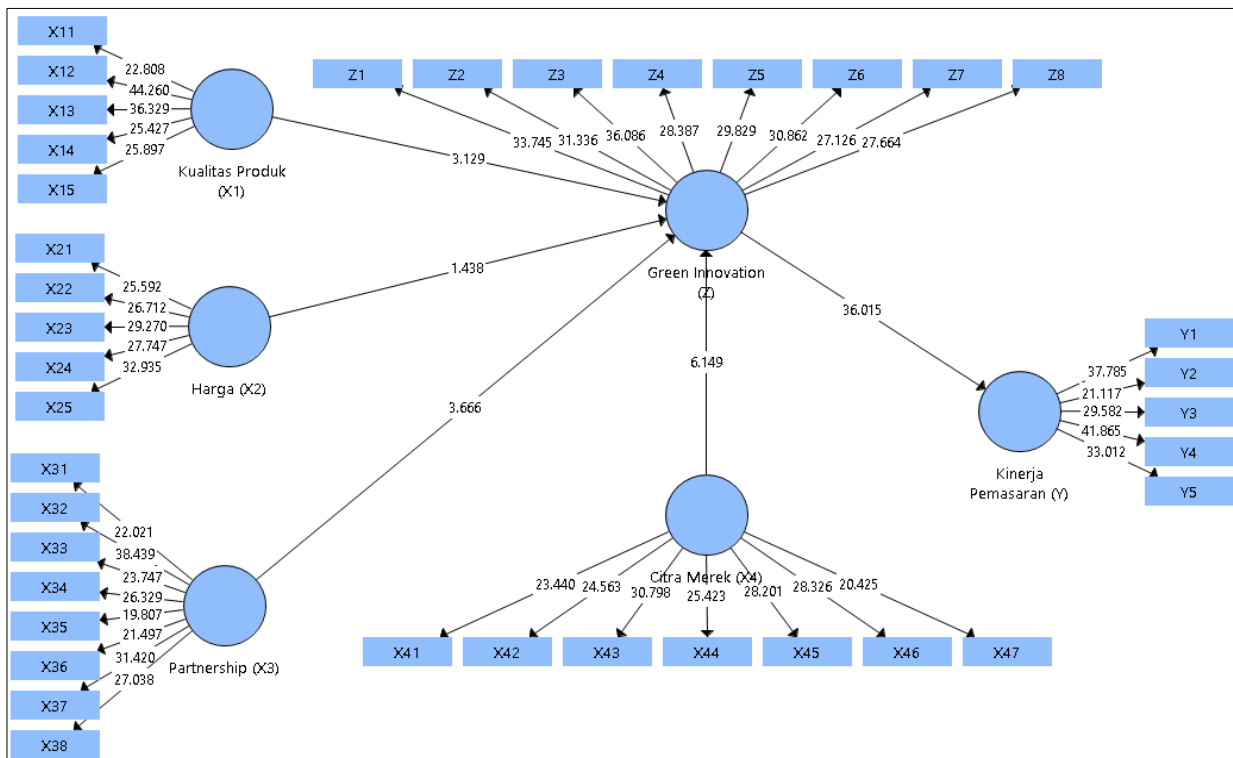 X11
X12
X13
X14
X15
22.808
44.260
36.329
25.427
25.897
Kualitas Produk
(X1)
3.129
Z1
Z2
Z3
Z4
Z5
Z6
Z7
Z8
33.745
31.336
36.086
28.387
29.829
30.862
27.126
27.664
Green Innovation
(Z)
X21
X22
X23
X24
X25
25.592
26.712
29.270
27.747
32.935
Harga (X2)
1.438
36.015
6.149
3.666
Y1
Y2
Y3
Y4
Y5
37.785
21.117
29.582
41.865
33.012
Kinerja
Pemasaran (Y)
X31
X32
X33
X34
X35
X36
X37
X38
22.021
38.439
23.747
26.329
19.807
21.497
31.420
27.038
Partnership (X3)
Citra Merek (X4)
23.440
24.563
30.798
25.423
28.201
28.326
20.425
X41
X42
X43
X44
X45
X46
X47